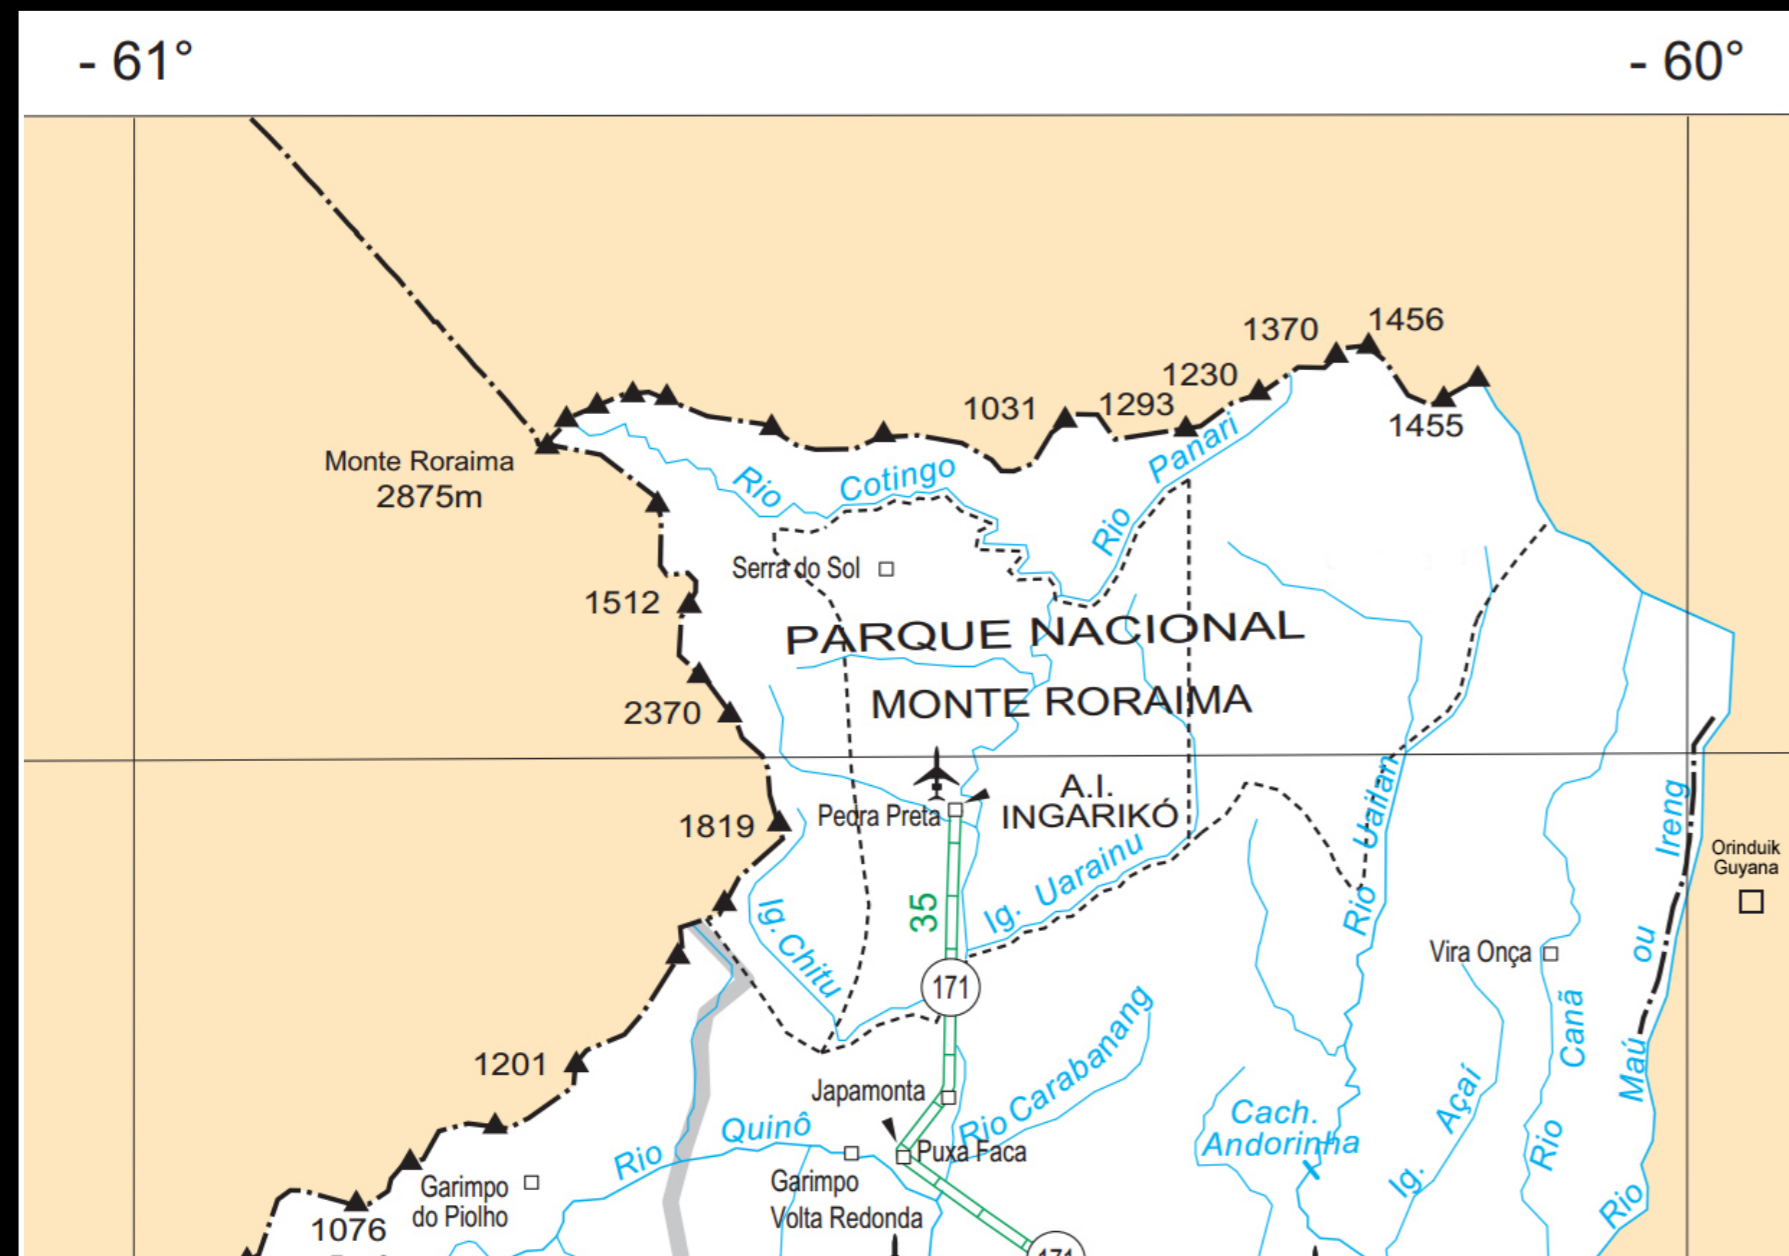 - 61°
- 60°
1456
1370
1230
1293
1031
1455
Monte Roraima
2875m
Rio Cotingo
Rio Panari
Serra do Sol
1512
PARQUE NACIONAL
MONTE RORAIMA
2370
A.I.
INGARIKÓ
Pedra Preta
1819
Rio Uailan
Orinduik
Guyana
35
Ig. Uarainu
Ig. Chitu
Vira Onça
171
Rio Maú ou Ireng
Rio Canã
1201
Japamonta
Rio Carabanang
Ig. Açaí
Cach.
Andorinha
Rio Quinô
Puxa Faca
Garimpo
do Piolho
Garimpo
Volta Redonda
1076
171